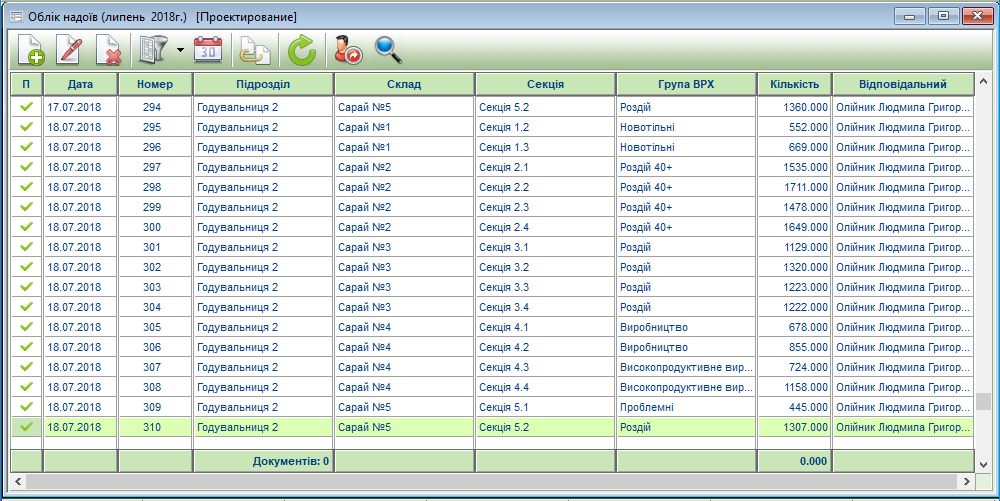 Облік надоїв (липень 2018г.) [Проектирование]
30
П Дата Номер Підрозділ Склад Секція Група ВРХ Кількість Відповідальний
17.07.2018 294 Годувальниця 2 Сарай №5 Секція 5.2 Роздій 1360.000 Олійник Людмила Григор...
18.07.2018 295 Годувальниця 2 Сарай №1 Секція 1.2 Новотільні 552.000 Олійник Людмила Григор...
18.07.2018 296 Годувальниця 2 Сарай №1 Секція 1.3 Новотільні 669.000 Олійник Людмила Григор...
18.07.2018 297 Годувальниця 2 Сарай №2 Секція 2.1 Роздій 40+ 1535.000 Олійник Людмила Григор...
18.07.2018 298 Годувальниця 2 Сарай №2 Секція 2.2 Роздій 40+ 1711.000 Олійник Людмила Григор...
18.07.2018 299 Годувальниця 2 Сарай №2 Секція 2.3 Роздій 40+ 1478.000 Олійник Людмила Григор...
18.07.2018 300 Годувальниця 2 Сарай №2 Секція 2.4 Роздій 40+ 1649.000 Олійник Людмила Григор...
18.07.2018 301 Годувальниця 2 Сарай №3 Секція 3.1 Роздій 1129.000 Олійник Людмила Григор...
18.07.2018 302 Годувальниця 2 Сарай №3 Секція 3.2 Роздій 1320.000 Олійник Людмила Григор...
18.07.2018 303 Годувальниця 2 Сарай №3 Секція 3.3 Роздій 1223.000 Олійник Людмила Григор...
18.07.2018 304 Годувальниця 2 Сарай №3 Секція 3.4 Роздій 1222.000 Олійник Людмила Григор...
18.07.2018 305 Годувальниця 2 Сарай №4 Секція 4.1 Виробництво 678.000 Олійник Людмила Григор...
18.07.2018 306 Годувальниця 2 Сарай №4 Секція 4.2 Виробництво 855.000 Олійник Людмила Григор...
18.07.2018 307 Годувальниця 2 Сарай №4 Секція 4.3 Високопродуктивне вир... 724.000 Олійник Людмила Григор...
18.07.2018 308 Годувальниця 2 Сарай №4 Секція 4.4 Високопродуктивне вир... 1158.000 Олійник Людмила Григор...
18.07.2018 309 Годувальниця 2 Сарай №5 Секція 5.1 Проблемні 445.000 Олійник Людмила Григор...
18.07.2018 310 Годувальниця 2 Сарай №5 Секція 5.2 Роздій 1307.000 Олійник Людмила Григор...
Документів: 0 0.000